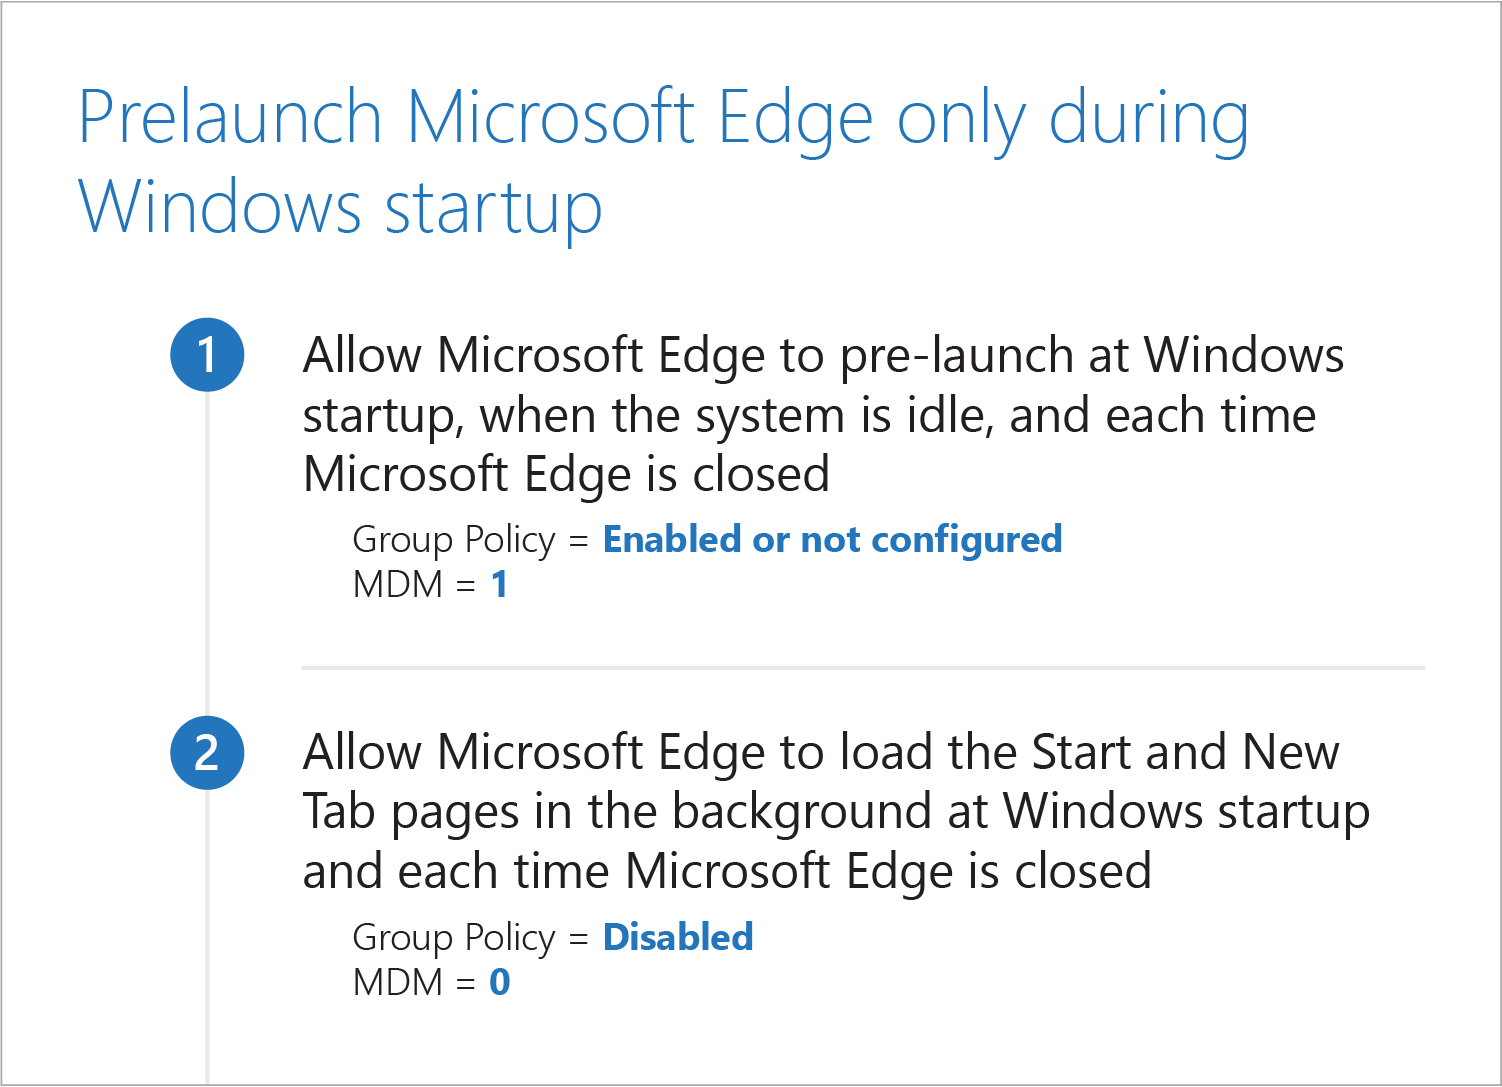 Prelaunch Microsoft Edge only during
Windows startup
1
Allow Microsoft Edge to pre-launch at Windows
startup, when the system is idle, and each time
Microsoft Edge is closed
Group Policy = Enabled or not configured
MDM = 1
2
Allow Microsoft Edge to load the Start and New
Tab pages in the background at Windows startup
and each time Microsoft Edge is closed
Group Policy = Disabled
MDM = 0